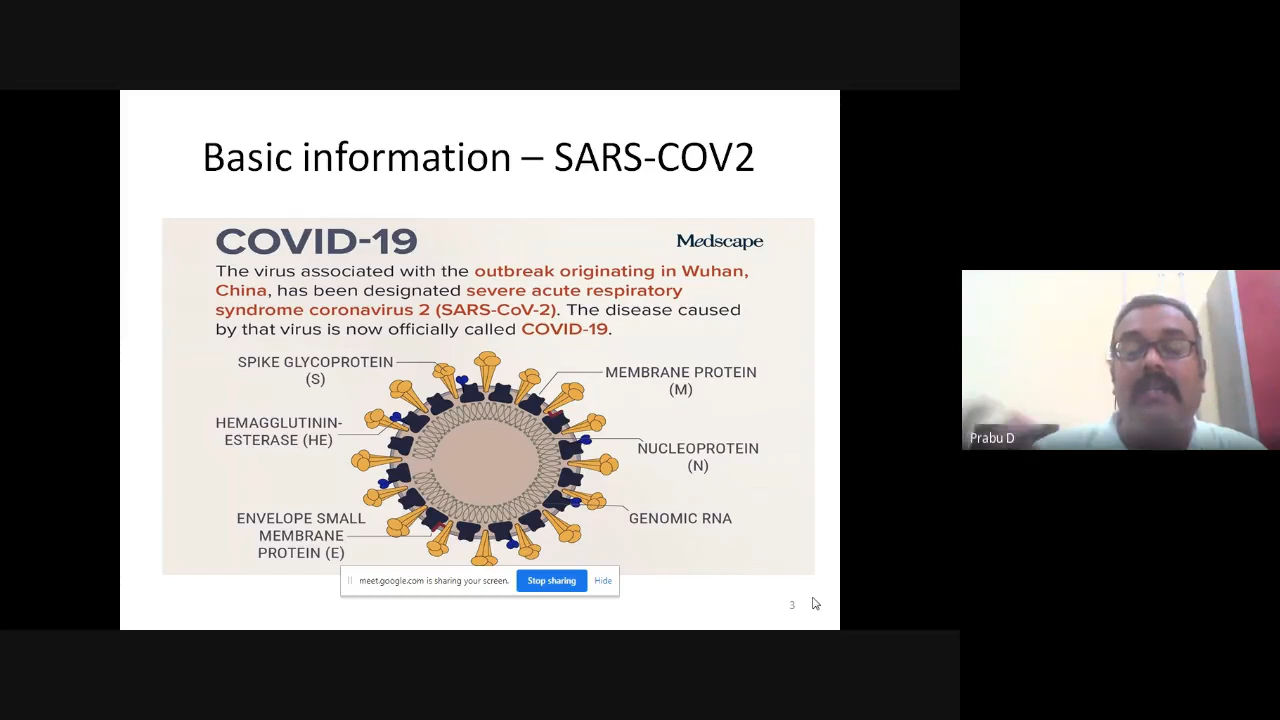 Basic information – SARS-COV2
COVID-19
Medscape
The virus associated with the outbreak originating in Wuhan,
China, has been designated severe acute respiratory
syndrome coronavirus 2 (SARS-CoV-2). The disease caused
by that virus is now officially called COVID-19.
SPIKE GLYCOPROTEIN
(S)
MEMBRANE PROTEIN
(M)
HEMAGGLUTININ-
ESTERASE (HE)
NUCLEOPROTEIN
(N)
ENVELOPE SMALL
MEMBRANE
PROTEIN (E)
GENOMIC RNA
meet.google.com is sharing your screen.
Stop sharing
Hide
3
Prabu D